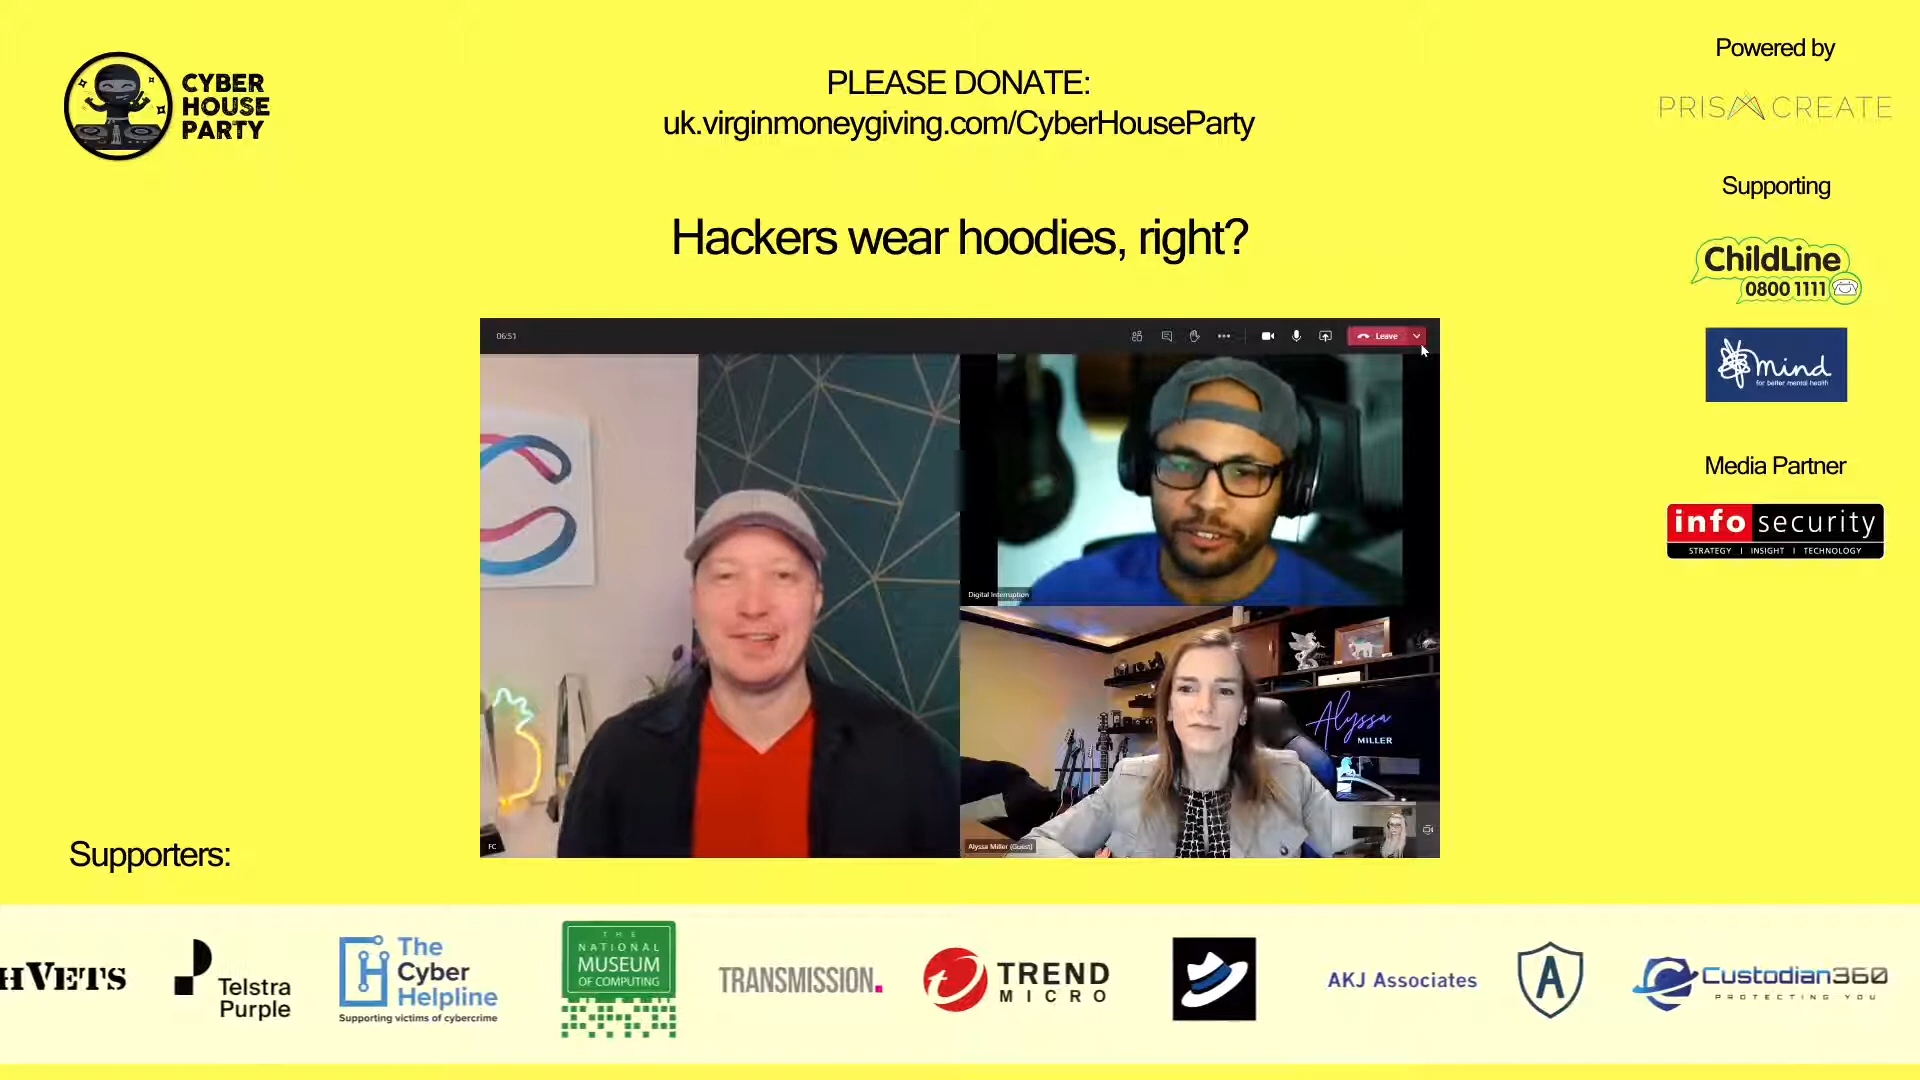 CYBER
HOUSE
PARTY
PLEASE DONATE:
uk.virginmoneygiving.com/CyberHouseParty
Hackers wear hoodies, right?
Powered by
PRISM CREATE
Supporting
ChildLine
0800 1111
mind
for better mental health
Media Partner
info security
STRATEGY | INSIGHT | TECHNOLOGY
06:51
Leave
Digital Interruption
Alyssa
MILLER
FC
Alyssa Miller (Guest)
Supporters:
HVETS
Telstra
Purple
The
Cyber
Helpline
Supporting victims of cybercrime
THE
NATIONAL
MUSEUM
OF COMPUTING
TRANSMISSION.
TREND
MICRO
AKJ Associates
A
Custodian360
PROTECTING YOU